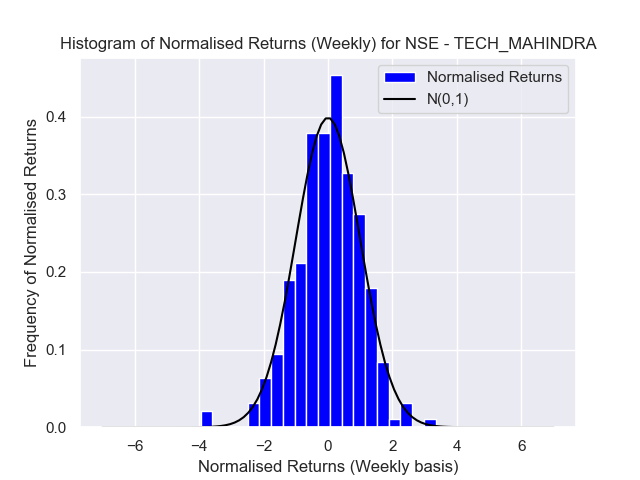 Histogram of Normalised Returns (Weekly) for NSE - TECH_MAHINDRA
Normalised Returns
N(0,1)
Frequency of Normalised Returns
0.4
0.3
0.2
0.1
0.0
−6 −4 −2 0 2 4 6
Normalised Returns (Weekly basis)